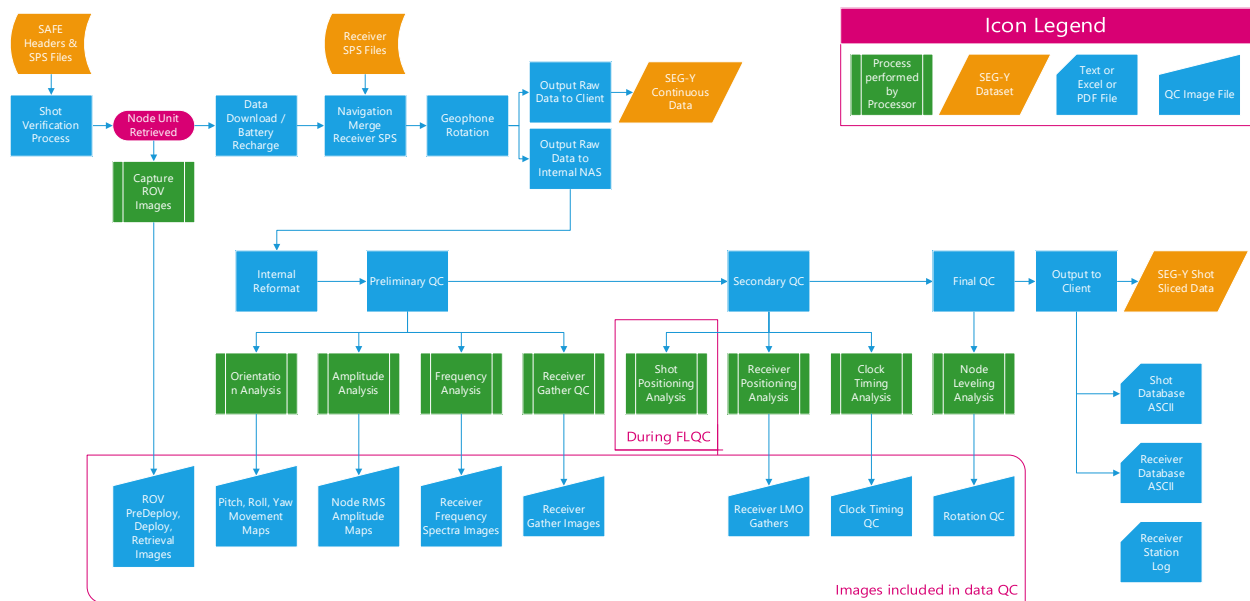 SAFE
Headers &
SPS Files
Receiver
SPS Files
Icon Legend
Process
performed
by
Processor
SEG-Y
Dataset
Text or
Excel or
PDF File
QC Image File
Shot
Verification
Process
Node Unit
Retrieved
Data
Download /
Battery
Recharge
Navigation
Merge
Receiver SPS
Geophone
Rotation
Output Raw
Data to Client
SEG-Y
Continuous
Data
Output Raw
Data to
Internal NAS
Capture
ROV
Images
Internal
Reformat
Preliminary QC
Secondary QC
Final QC
Output to
Client
SEG-Y Shot
Sliced Data
Orientatio
n Analysis
Amplitude
Analysis
Frequency
Analysis
Receiver
Gather QC
Shot
Positioning
Analysis
Receiver
Positioning
Analysis
Clock
Timing
Analysis
Node
Leveling
Analysis
Shot
Database
ASCII
During FLQC
Receiver
Database
ASCII
ROV
PreDeploy,
Deploy,
Retrieval
Images
Pitch, Roll, Yaw
Movement
Maps
Node RMS
Amplitude
Maps
Receiver
Frequency
Spectra Images
Receiver
Gather Images
Receiver LMO
Gathers
Clock Timing
QC
Rotation QC
Receiver
Station
Log
Images included in data QC